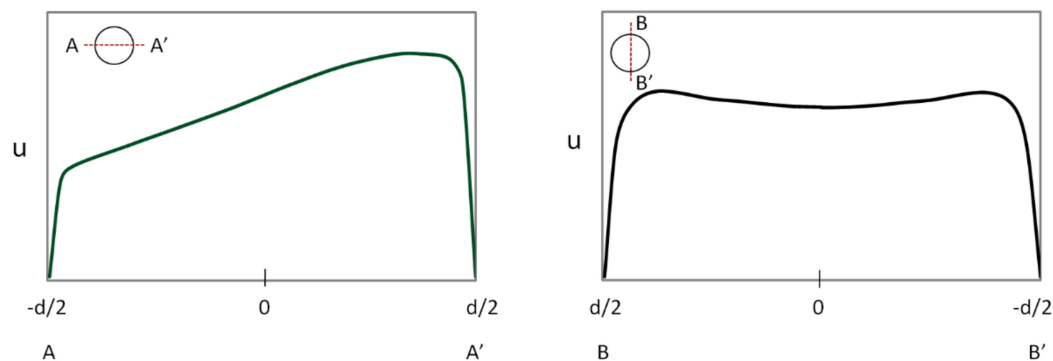 A A’
u
-d/2 0 d/2
A A’
B
B’
u
d/2 0 -d/2
B B’